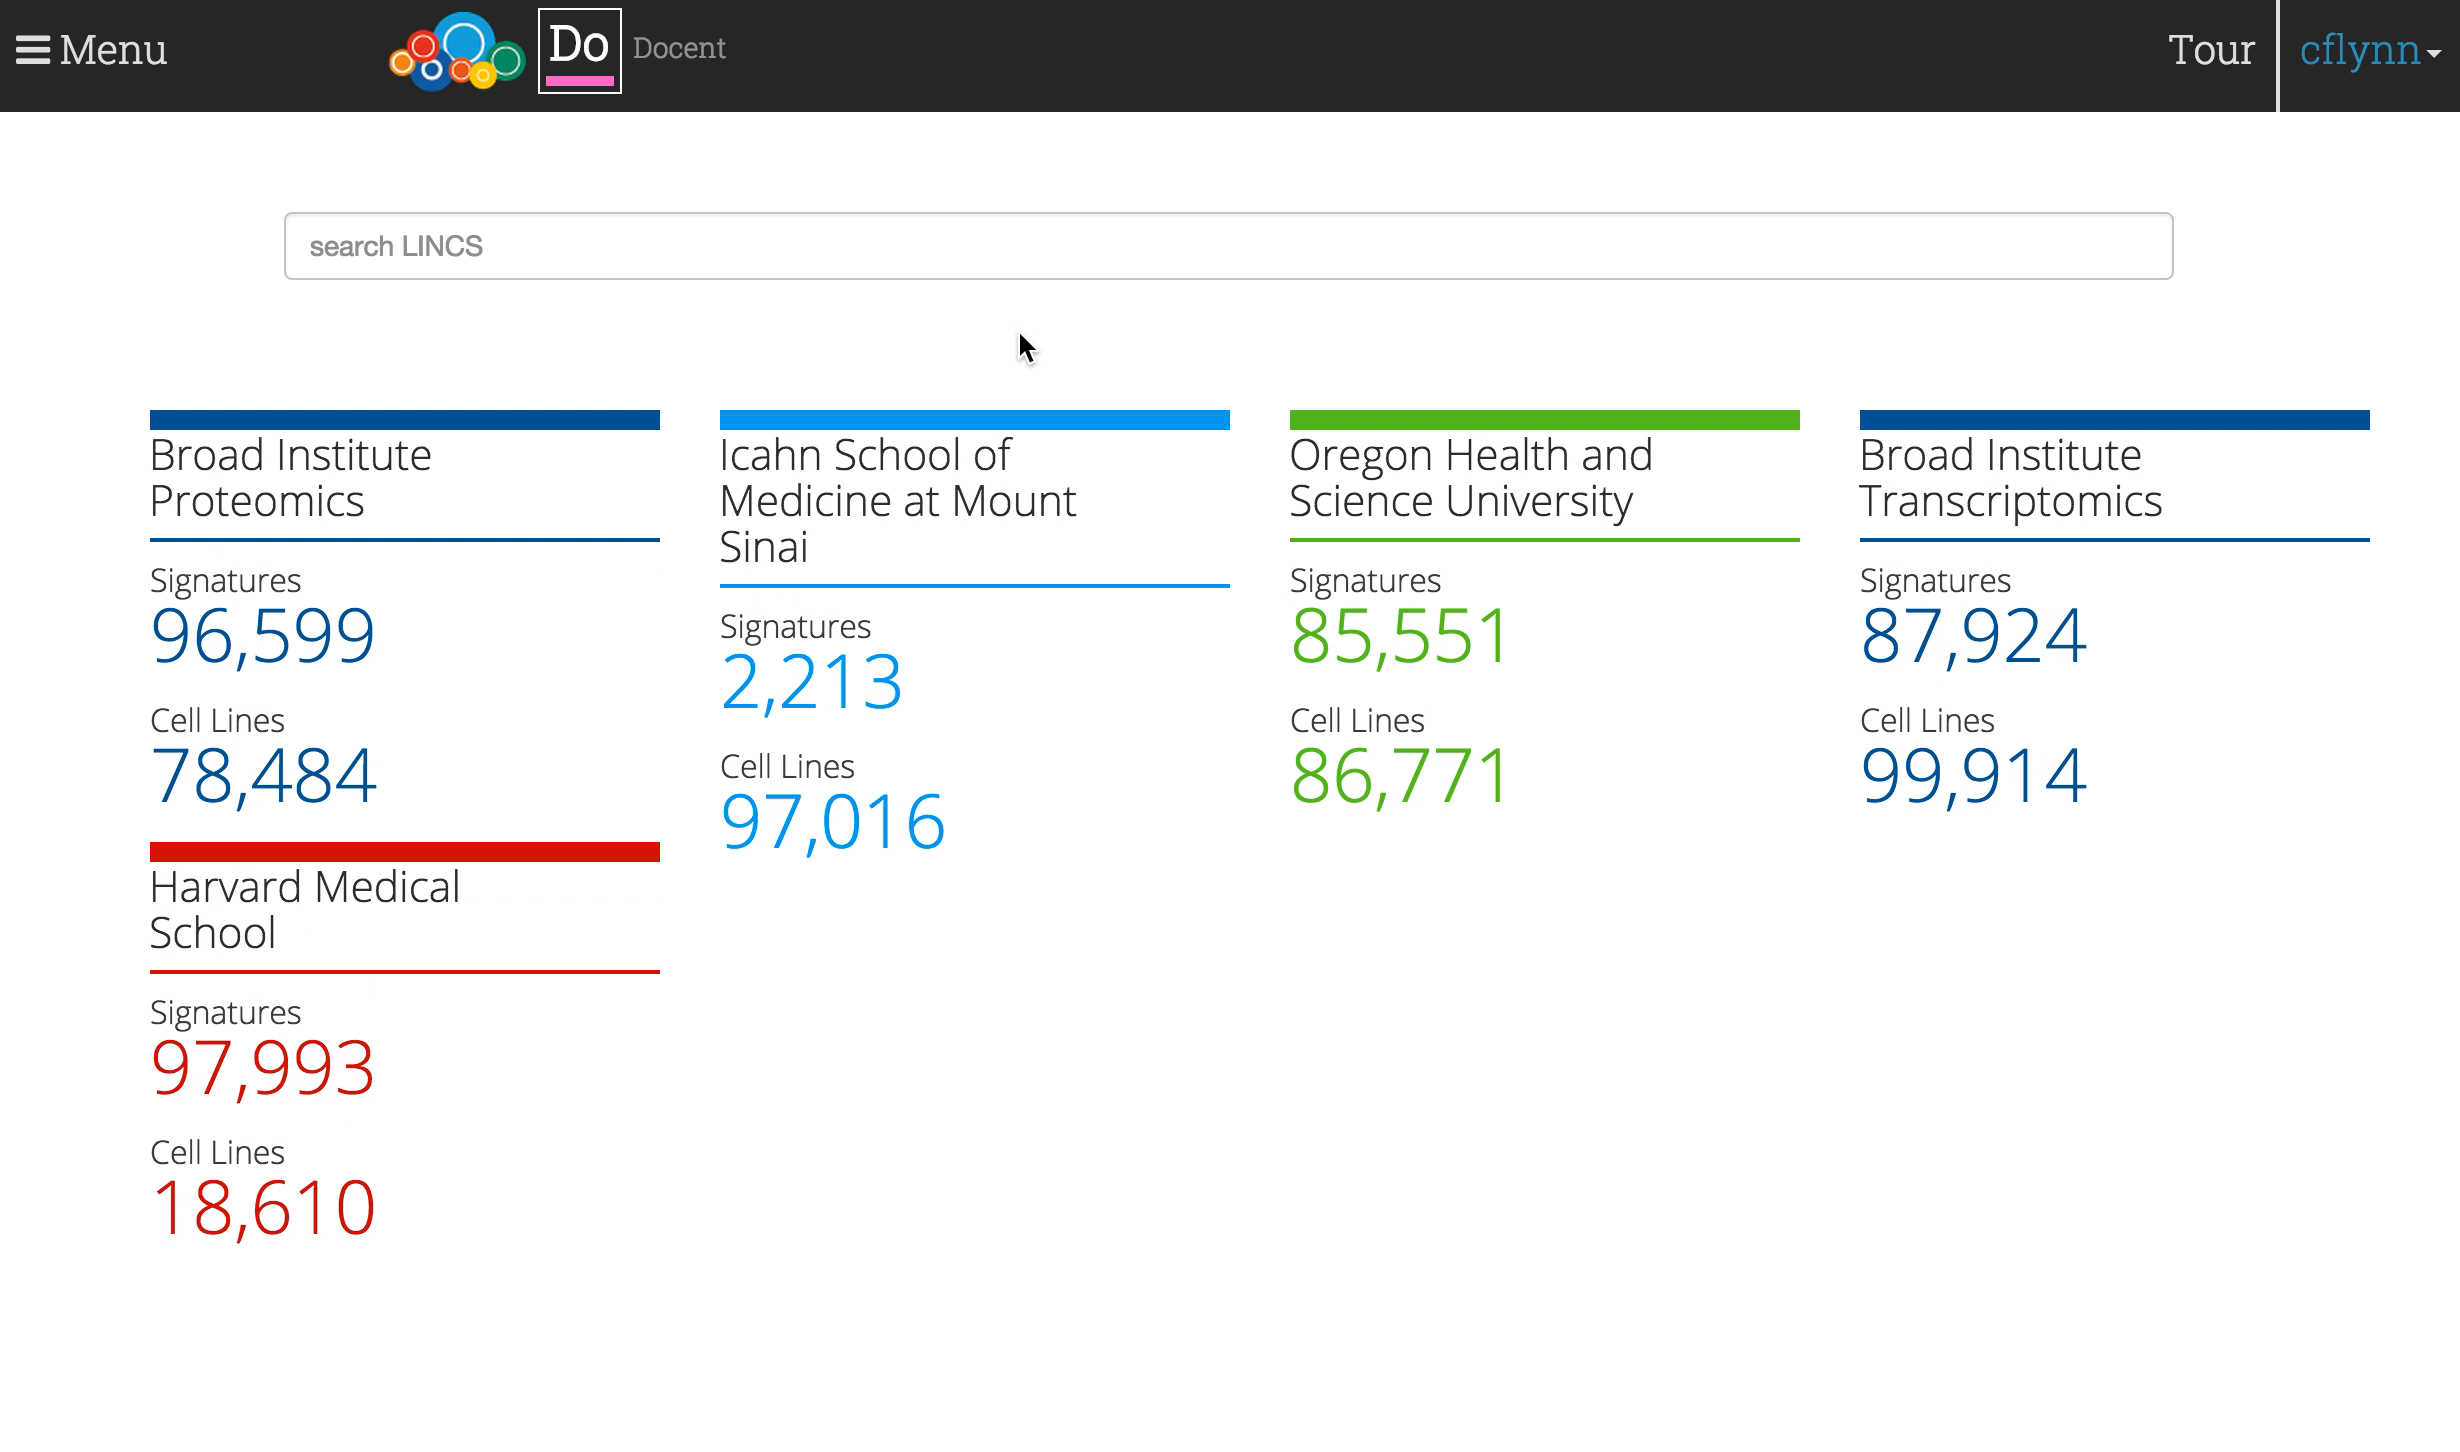 Menu
Do
Docent
Tour
cflynn
search LINCS
Broad Institute
Proteomics
Signatures
96,599
Cell Lines
78,484
Icahn School of
Medicine at Mount
Sinai
Signatures
2,213
Cell Lines
97,016
Oregon Health and
Science University
Signatures
85,551
Cell Lines
86,771
Broad Institute
Transcriptomics
Signatures
87,924
Cell Lines
99,914
Harvard Medical
School
Signatures
97,993
Cell Lines
18,610